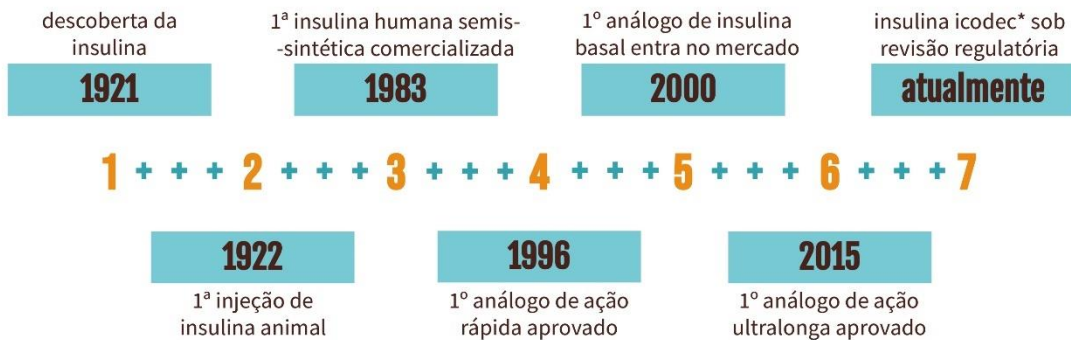 descoberta da
insulina
1921
1ª insulina humana semis-
-sintética comercializada
1983
1º análogo de insulina
basal entra no mercado
2000
insulina icodec* sob
revisão regulatória
atualmente
1 + + + 2 + + + 3 + + + 4 + + + 5 + + + 6 + + + 7
1922
1ª injeção de
insulina animal
1996
1º análogo de ação
rápida aprovado
2015
1º análogo de ação
ultralonga aprovado